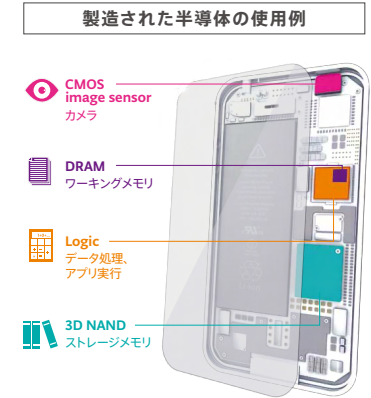 製造された半導体の使用例
CMOS
image sensor
カメラ
DRAM
ワーキングメモリ
Logic
データ処理、
アプリ実行
3D NAND
ストレージメモリ